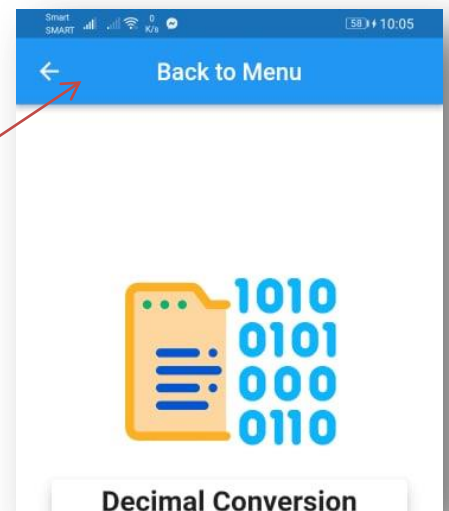 Smart
SMART 0 K/s 58 10:05
Back to Menu
1010
0101
000
0110
Decimal Conversion